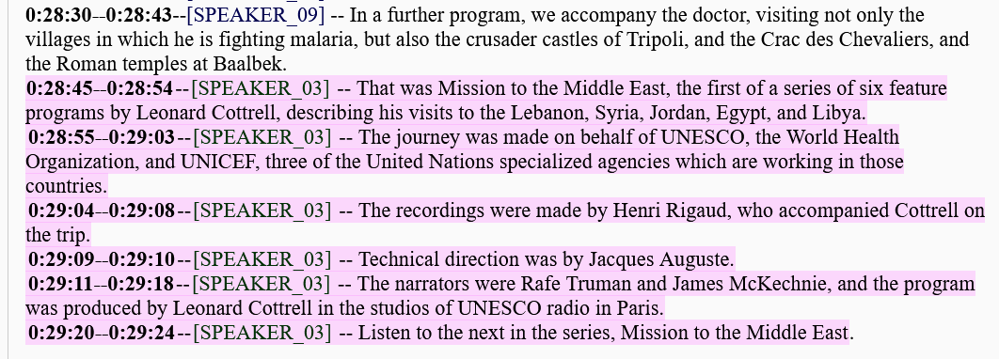 0:28:30--0:28:43--[SPEAKER_09] -- In a further program, we accompany the doctor, visiting not only the
villages in which he is fighting malaria, but also the crusader castles of Tripoli, and the Crac des Chevaliers, and
the Roman temples at Baalbek.
0:28:45--0:28:54--[SPEAKER_03] -- That was Mission to the Middle East, the first of a series of six feature
programs by Leonard Cottrell, describing his visits to the Lebanon, Syria, Jordan, Egypt, and Libya.
0:28:55--0:29:03--[SPEAKER_03] -- The journey was made on behalf of UNESCO, the World Health
Organization, and UNICEF, three of the United Nations specialized agencies which are working in those
countries.
0:29:04--0:29:08--[SPEAKER_03] -- The recordings were made by Henri Rigaud, who accompanied Cottrell on
the trip.
0:29:09--0:29:10--[SPEAKER_03] -- Technical direction was by Jacques Auguste.
0:29:11--0:29:18--[SPEAKER_03] -- The narrators were Rafe Truman and James McKechnie, and the program
was produced by Leonard Cottrell in the studios of UNESCO radio in Paris.
0:29:20--0:29:24--[SPEAKER_03] -- Listen to the next in the series, Mission to the Middle East.